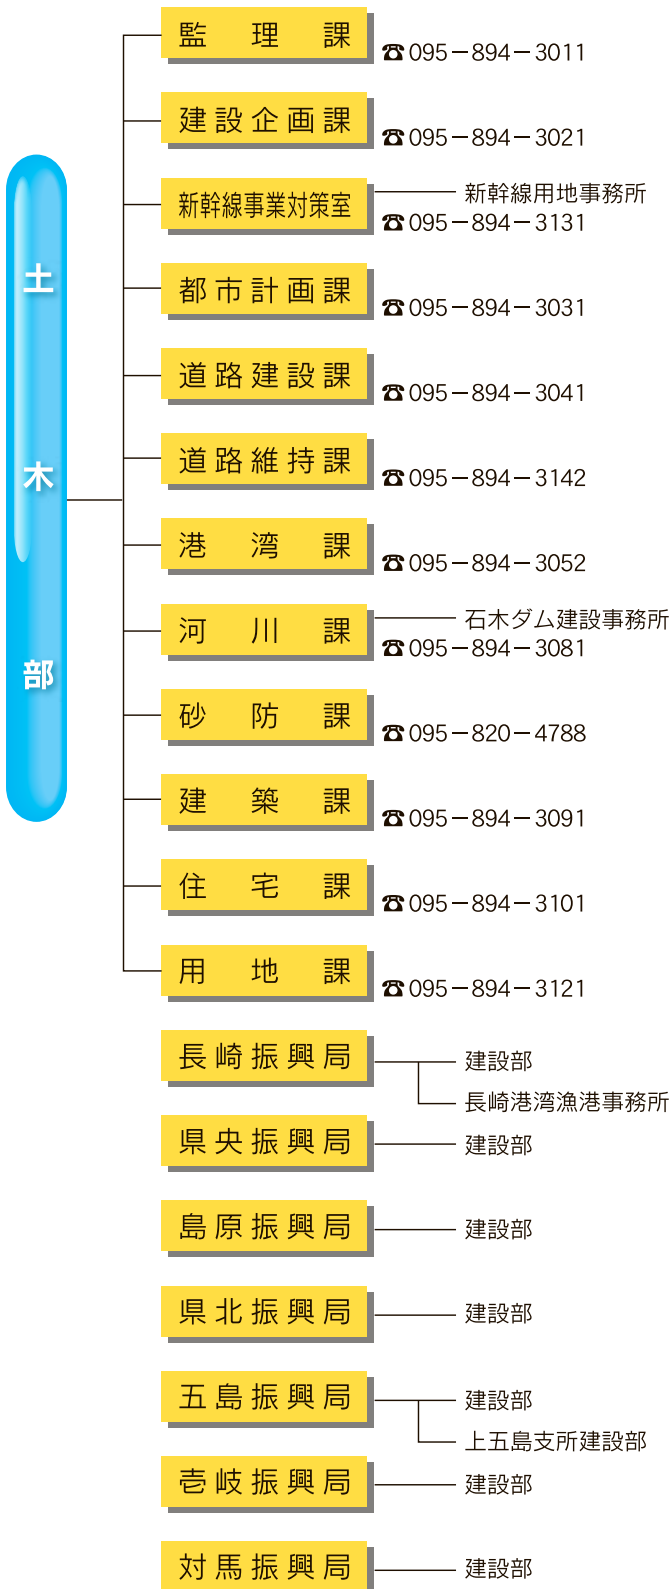 土木部
監理課
☎095－894－3011
建設企画課
☎095－894－3021
新幹線事業対策室
新幹線用地事務所
☎095－894－3131
都市計画課
☎095－894－3031
道路建設課
☎095－894－3041
道路維持課
☎095－894－3142
港湾課
☎095－894－3052
河川課
石木ダム建設事務所
☎095－894－3081
砂防課
☎095－820－4788
建築課
☎095－894－3091
住宅課
☎095－894－3101
用地課
☎095－894－3121
長崎振興局
建設部
長崎港湾漁港事務所
県央振興局
建設部
島原振興局
建設部
県北振興局
建設部
五島振興局
建設部
上五島支所建設部
壱岐振興局
建設部
対馬振興局
建設部